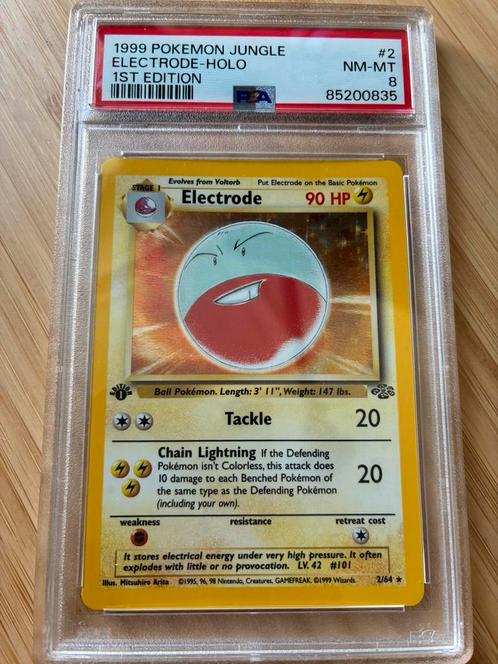 1999 POKEMON JUNGLE #2
ELECTRODE-HOLO NM-MT
1ST EDITION 8
PSA 85200835
STAGE 1 Evolves from Voltorb Put Electrode on the Basic Pokémon
Electrode 90 HP
Ball Pokémon. Length: 3' 11", Weight: 147 lbs.
EDITION
1
Tackle 20
Chain Lightning If the Defending
Pokémon isn't Colorless, this attack does
10 damage to each Benched Pokémon of
the same type as the Defending Pokémon
(including your own).
20
weakness resistance retreat cost
It stores electrical energy under very high pressure. It often
explodes with little or no provocation. LV. 42 #101
Illus. Mitsuhiro Arita ©1995, 96, 98 Nintendo, Creatures, GAMEFREAK. ©1999 Wizards. 2/64 ★